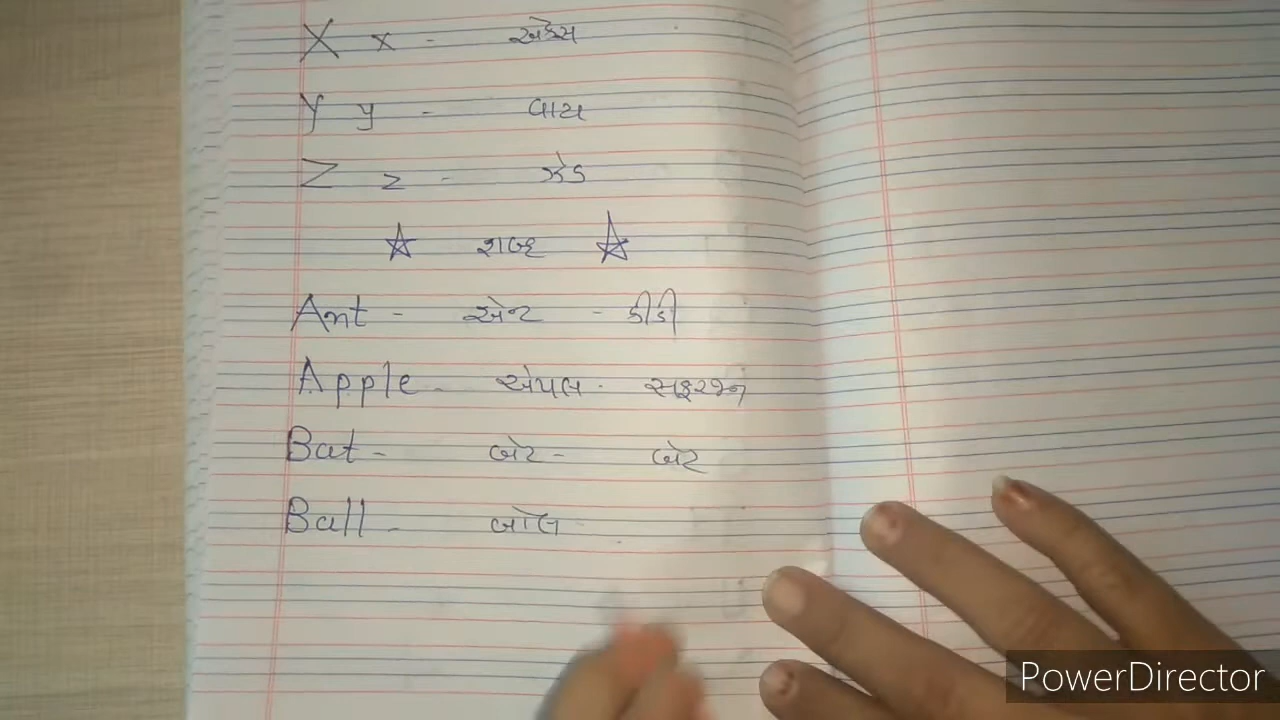 X x - એક્સ
Y y - વાય
Z z - ઝેડ
☆ શબ્દ ☆
Ant - એન્ટ - કીડી
Apple - એપલ - સફરજન
Bat - બેટ - બેટ
Ball - બોલ
PowerDirector